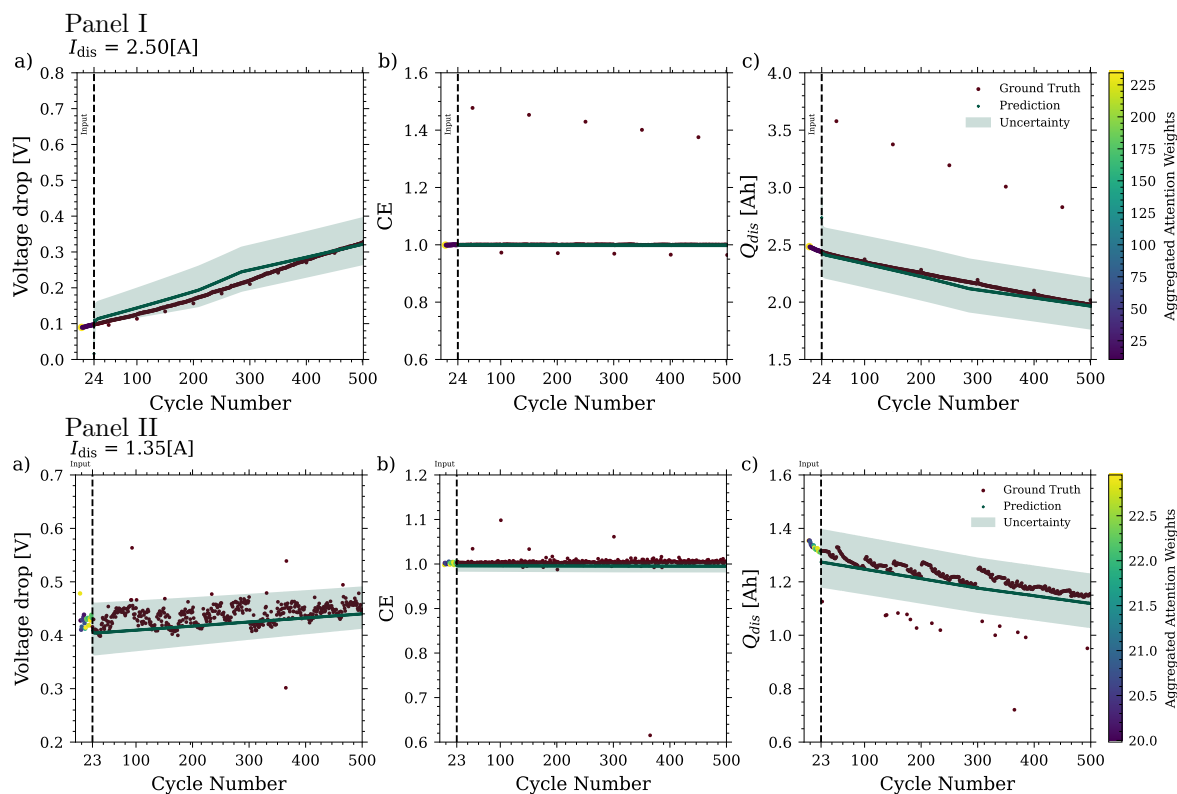 Panel I
I_dis = 2.50[A]
a)
b)
c)
0.8
0.7
0.6
0.5
0.4
0.3
0.2
0.1
0.0
Voltage drop [V]
Input
24
100
200
300
400
500
Cycle Number
1.6
1.4
1.2
1.0
0.8
0.6
CE
Input
24
100
200
300
400
500
Cycle Number
4.0
3.5
3.0
2.5
2.0
1.5
Q_dis [Ah]
Input
Ground Truth
Prediction
Uncertainty
24
100
200
300
400
500
Cycle Number
225
200
175
150
125
100
75
50
25
Aggregated Attention Weights
Panel II
I_dis = 1.35[A]
a)
b)
c)
Input
0.7
0.6
0.5
0.4
0.3
0.2
Voltage drop [V]
23
100
200
300
400
500
Cycle Number
Input
1.2
1.1
1.0
0.9
0.8
0.7
0.6
CE
23
100
200
300
400
500
Cycle Number
Input
1.6
1.4
1.2
1.0
0.8
0.6
Q_dis [Ah]
Ground Truth
Prediction
Uncertainty
23
100
200
300
400
500
Cycle Number
22.5
22.0
21.5
21.0
20.5
20.0
Aggregated Attention Weights